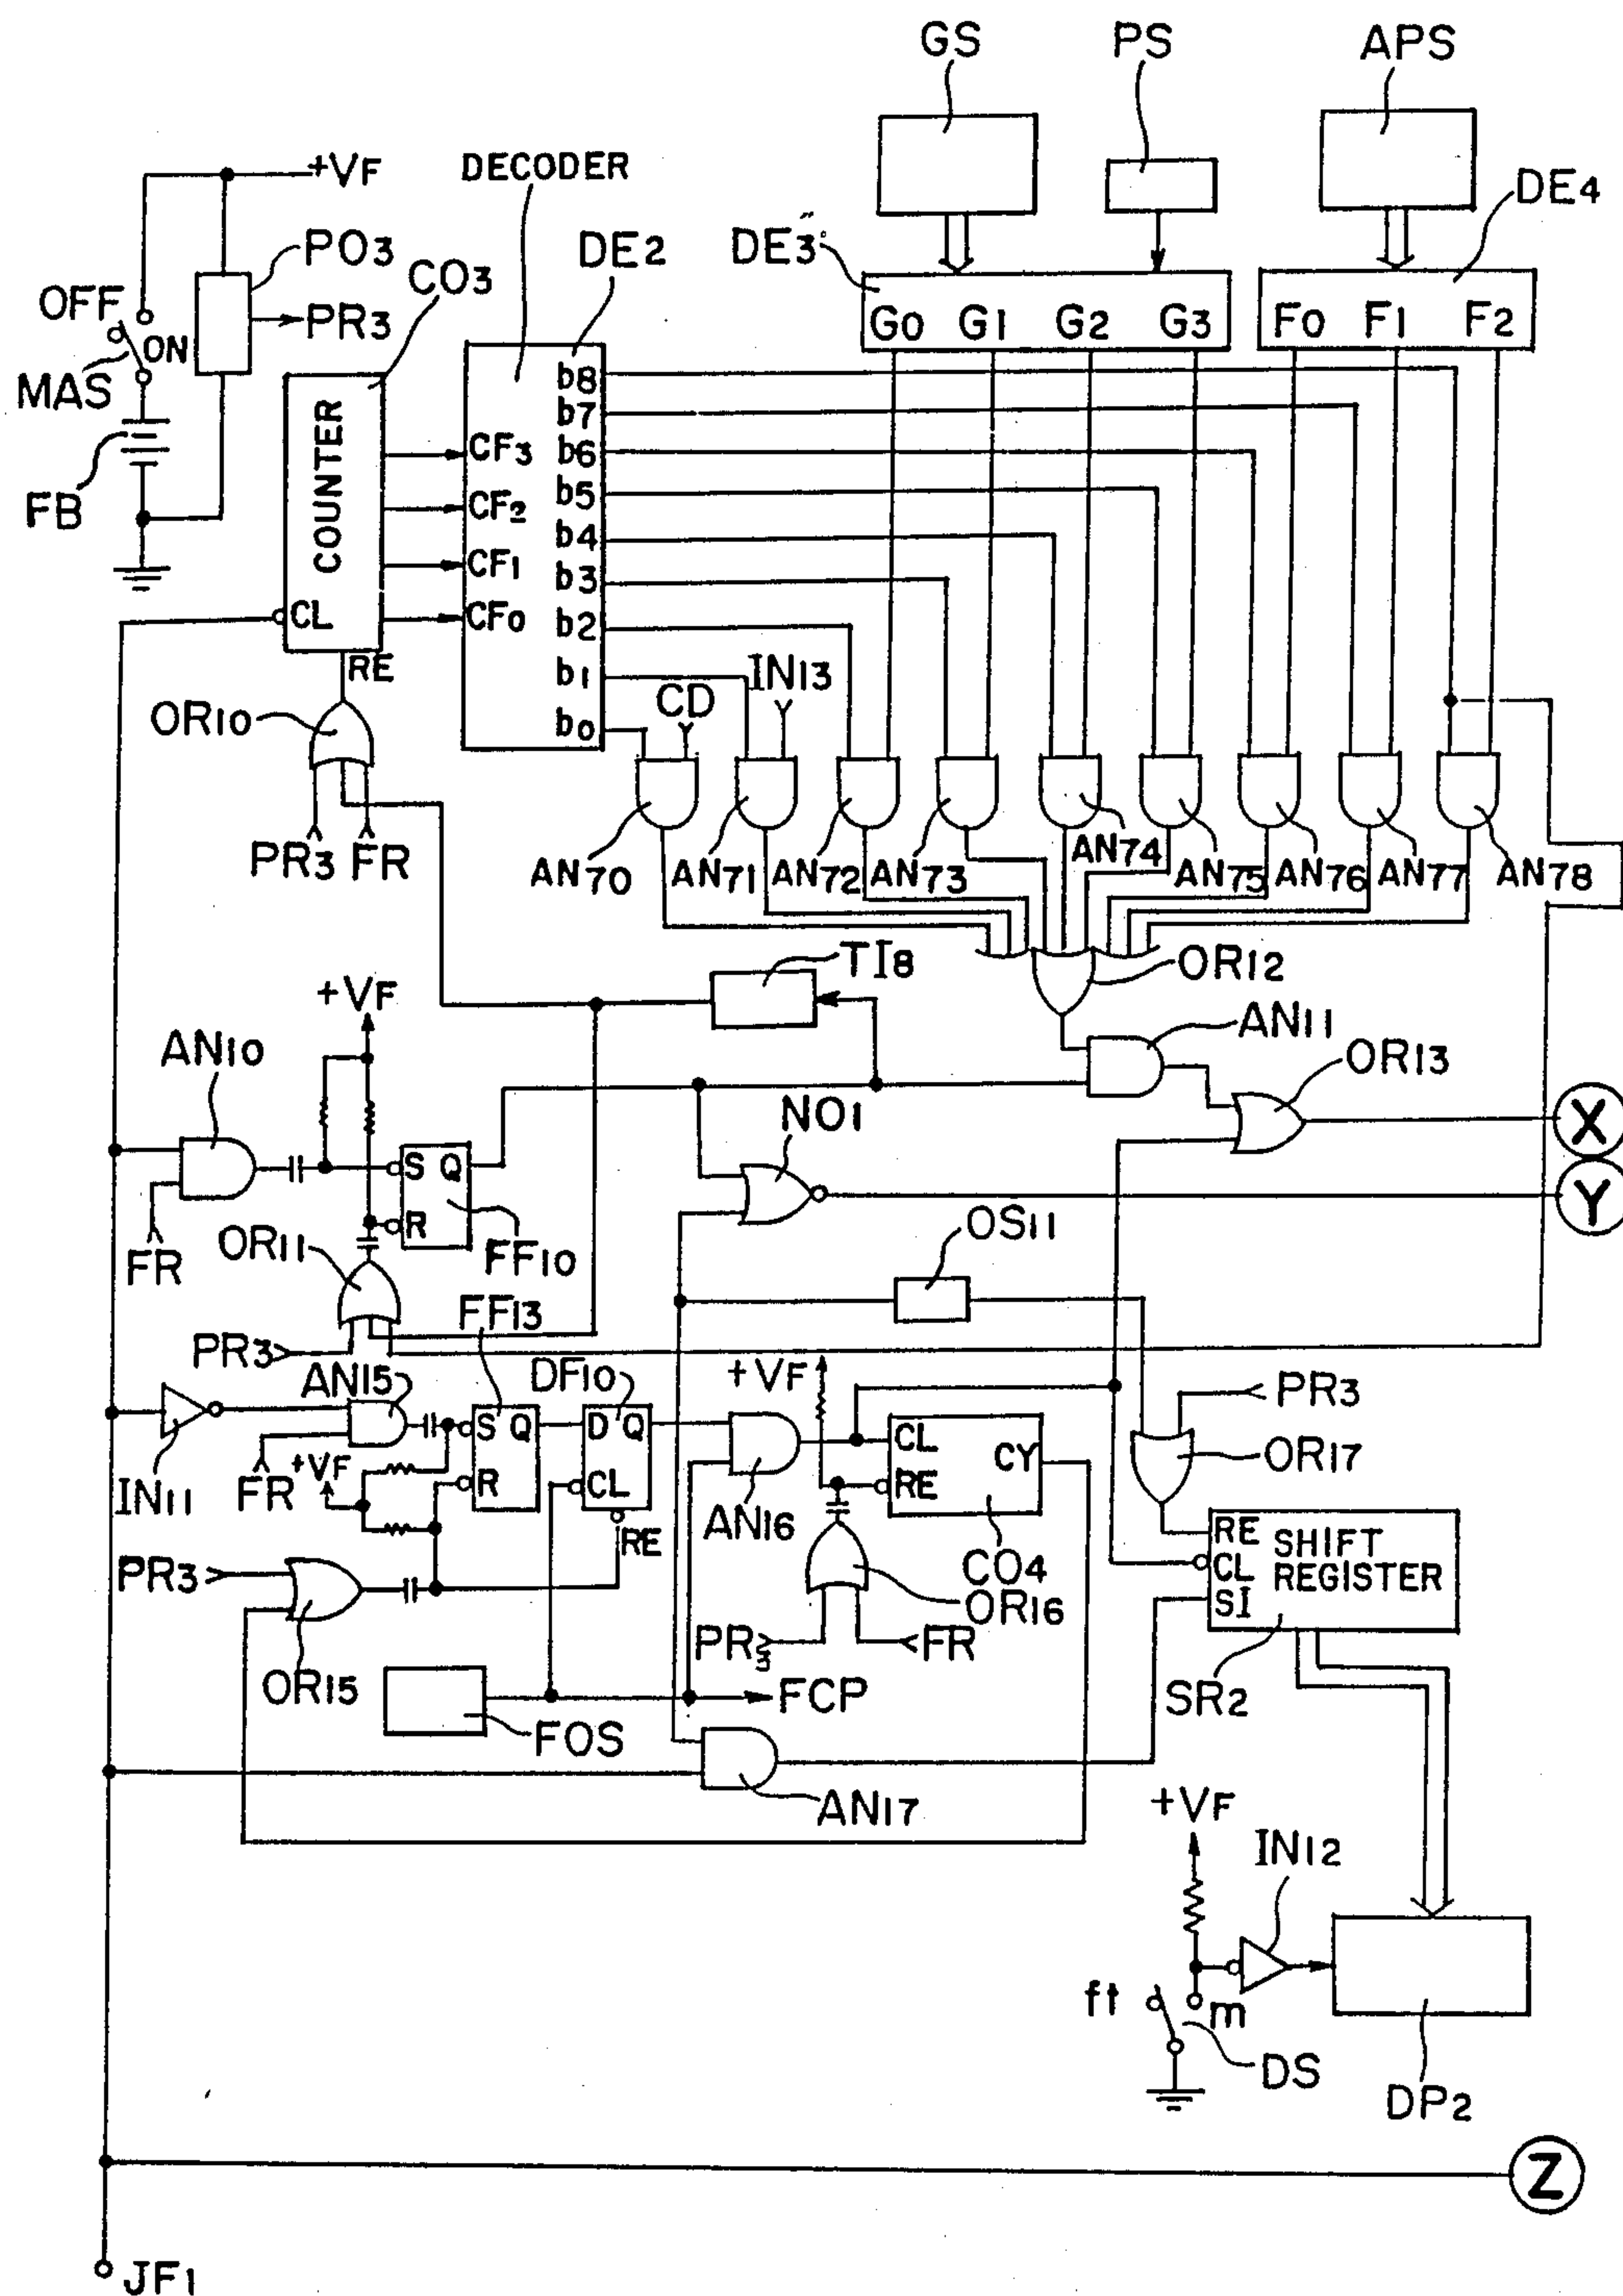 GS PS APS
+VF DECODER DE4
PO3 CO3 DE2 DE3
OFF PR3 G0 G1 G2 G3 F0 F1 F2
ON
MAS b8
COUNTER b7
CF3 b6
FB CF2 b5
b4
CF1 b3
CL CF0 b2
RE b1 IN13
OR10 CD
b0
PR3 FR AN70 AN71 AN72 AN73 AN74 AN75 AN76 AN77 AN78
TI8 OR12
+VF
AN10 AN11
OR13
NO1 X
S Q
R Y
FR OR11 FF10 OS11
FF13
PR3
AN15 DF10 +VF PR3
S Q D Q CL CY OR17
IN11 FR +VF R CL RE
AN16 RE SHIFT
RE CL REGISTER
PR3 CO4 SI
OR16
PR3 FR
OR15 FCP SR2
FOS
AN17 +VF
IN12
ft m
DS
DP2
Z
JF1